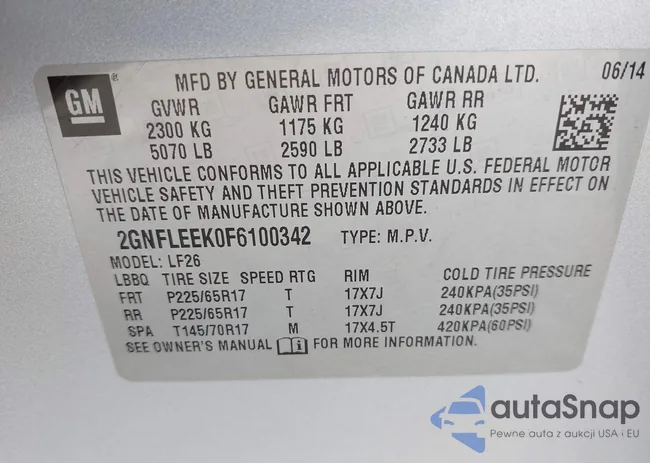 GM
®
MFD BY GENERAL MOTORS OF CANADA LTD. 06/14
GVWR GAWR FRT GAWR RR
2300 KG 1175 KG 1240 KG
5070 LB 2590 LB 2733 LB
THIS VEHICLE CONFORMS TO ALL APPLICABLE U.S. FEDERAL MOTOR
VEHICLE SAFETY AND THEFT PREVENTION STANDARDS IN EFFECT ON
THE DATE OF MANUFACTURE SHOWN ABOVE.
2GNFLEEK0F6100342 TYPE: M.P.V.
MODEL: LF26
LBBQ TIRE SIZE SPEED RTG RIM COLD TIRE PRESSURE
FRT P225/65R17 T 17X7J 240KPA(35PSI)
RR P225/65R17 T 17X7J 240KPA(35PSI)
SPA T145/70R17 M 17X4.5T 420KPA(60PSI)
SEE OWNER'S MANUAL i FOR MORE INFORMATION.
autaSnap
Pewne auta z aukcji USA i EU